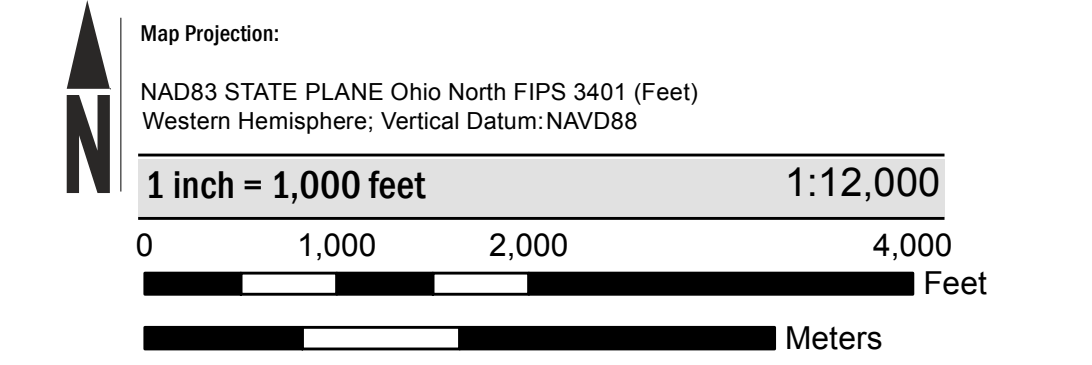 Map Projection:
NAD83 STATE PLANE Ohio North FIPS 3401 (Feet)
Western Hemisphere; Vertical Datum: NAVD88
N
1 inch = 1,000 feet 1:12,000
0 1,000 2,000 4,000
Feet
Meters